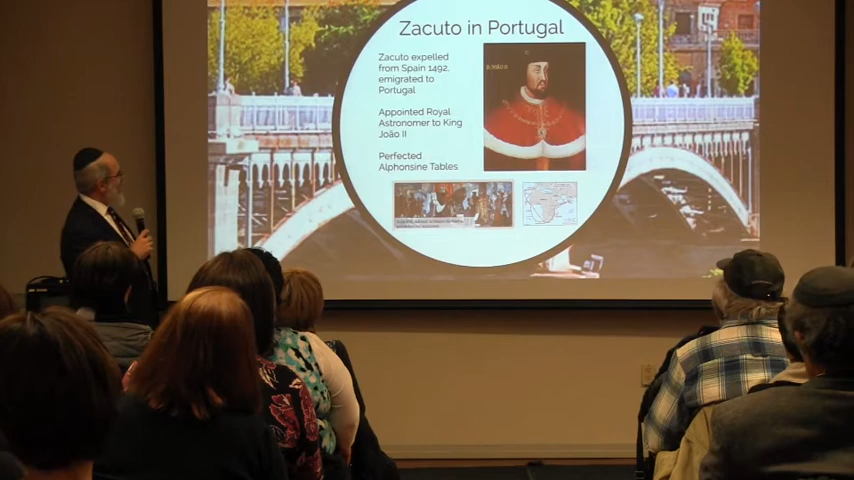 Zacuto in Portugal
Zacuto expelled
from Spain 1492,
emigrated to
Portugal
Appointed Royal
Astronomer to King
João II
Perfected
Alphonsine Tables